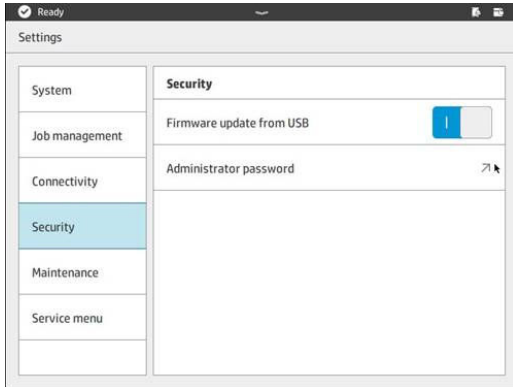 Ready
Settings
System
Job management
Connectivity
Security
Maintenance
Service menu
Security
Firmware update from USB
Administrator password